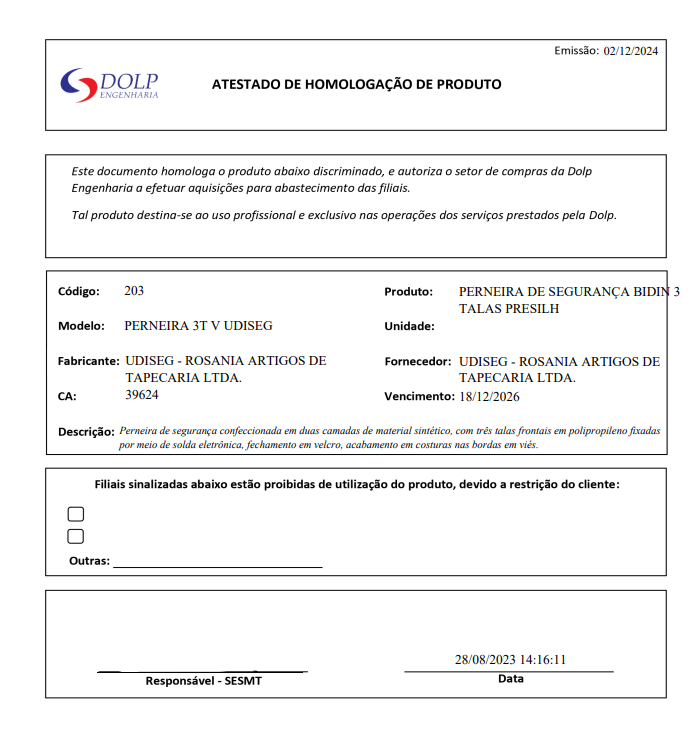 Emissão: 02/12/2024
DOLP
ENGENHARIA
ATESTADO DE HOMOLOGAÇÃO DE PRODUTO
Este documento homologa o produto abaixo discriminado, e autoriza o setor de compras da Dolp
Engenharia a efetuar aquisições para abastecimento das filiais.
Tal produto destina-se ao uso profissional e exclusivo nas operações dos serviços prestados pela Dolp.
Código: 203 Produto: PERNEIRA DE SEGURANÇA BIDIN 3
TALAS PRESILH
Modelo: PERNEIRA 3T V UDISEG Unidade:
Fabricante: UDISEG - ROSANIA ARTIGOS DE Fornecedor: UDISEG - ROSANIA ARTIGOS DE
TAPECARIA LTDA. TAPECARIA LTDA.
CA: 39624 Vencimento: 18/12/2026
Descrição: Perneira de segurança confeccionada em duas camadas de material sintético, com três talas frontais em polipropileno fixadas
por meio de solda eletrônica, fechamento em velcro, acabamento em costuras nas bordas em viés.
Filiais sinalizadas abaixo estão proibidas de utilização do produto, devido a restrição do cliente:
Outras:
28/08/2023 14:16:11
Responsável - SESMT Data